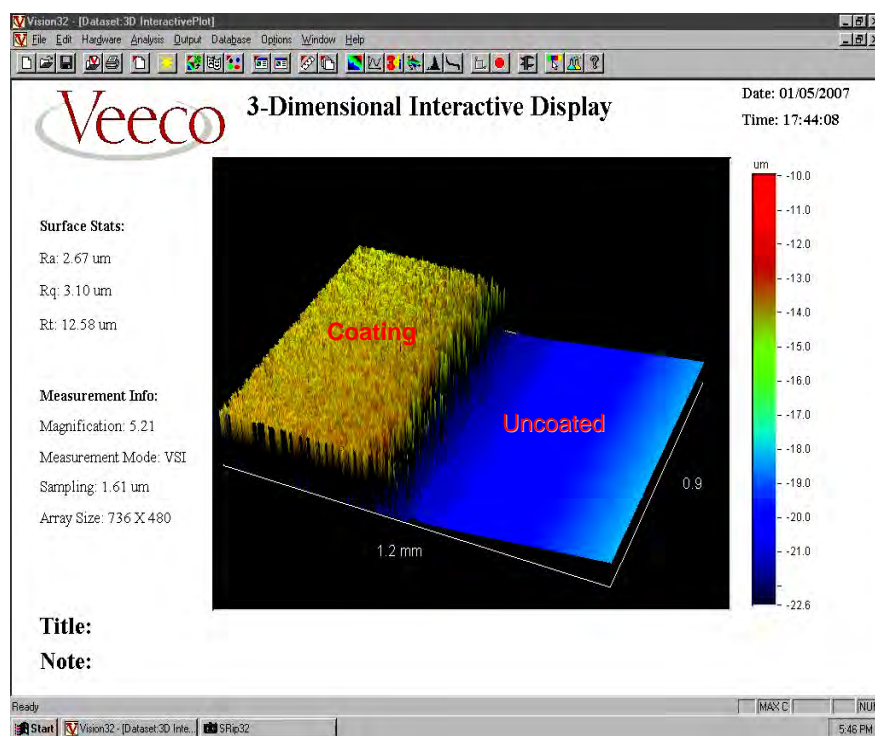 Vision32 - [Dataset:3D InteractivePlot]
File Edit Hardware Analysis Output Database Options Window Help
Veeco
3-Dimensional Interactive Display
Date: 01/05/2007
Time: 17:44:08
um
-10.0
-11.0
-12.0
-13.0
-14.0
-15.0
-16.0
-17.0
-18.0
-19.0
-20.0
-21.0
-22.6
Surface Stats:
Ra: 2.67 um
Rq: 3.10 um
Rt: 12.58 um
Measurement Info:
Magnification: 5.21
Measurement Mode: VSI
Sampling: 1.61 um
Array Size: 736 X 480
Coating
Uncoated
0.9
1.2 mm
Title:
Note:
Ready
MAX C
NU
Start
Vision32 - [Dataset:3D Inte...
SRip32
5:46 PM